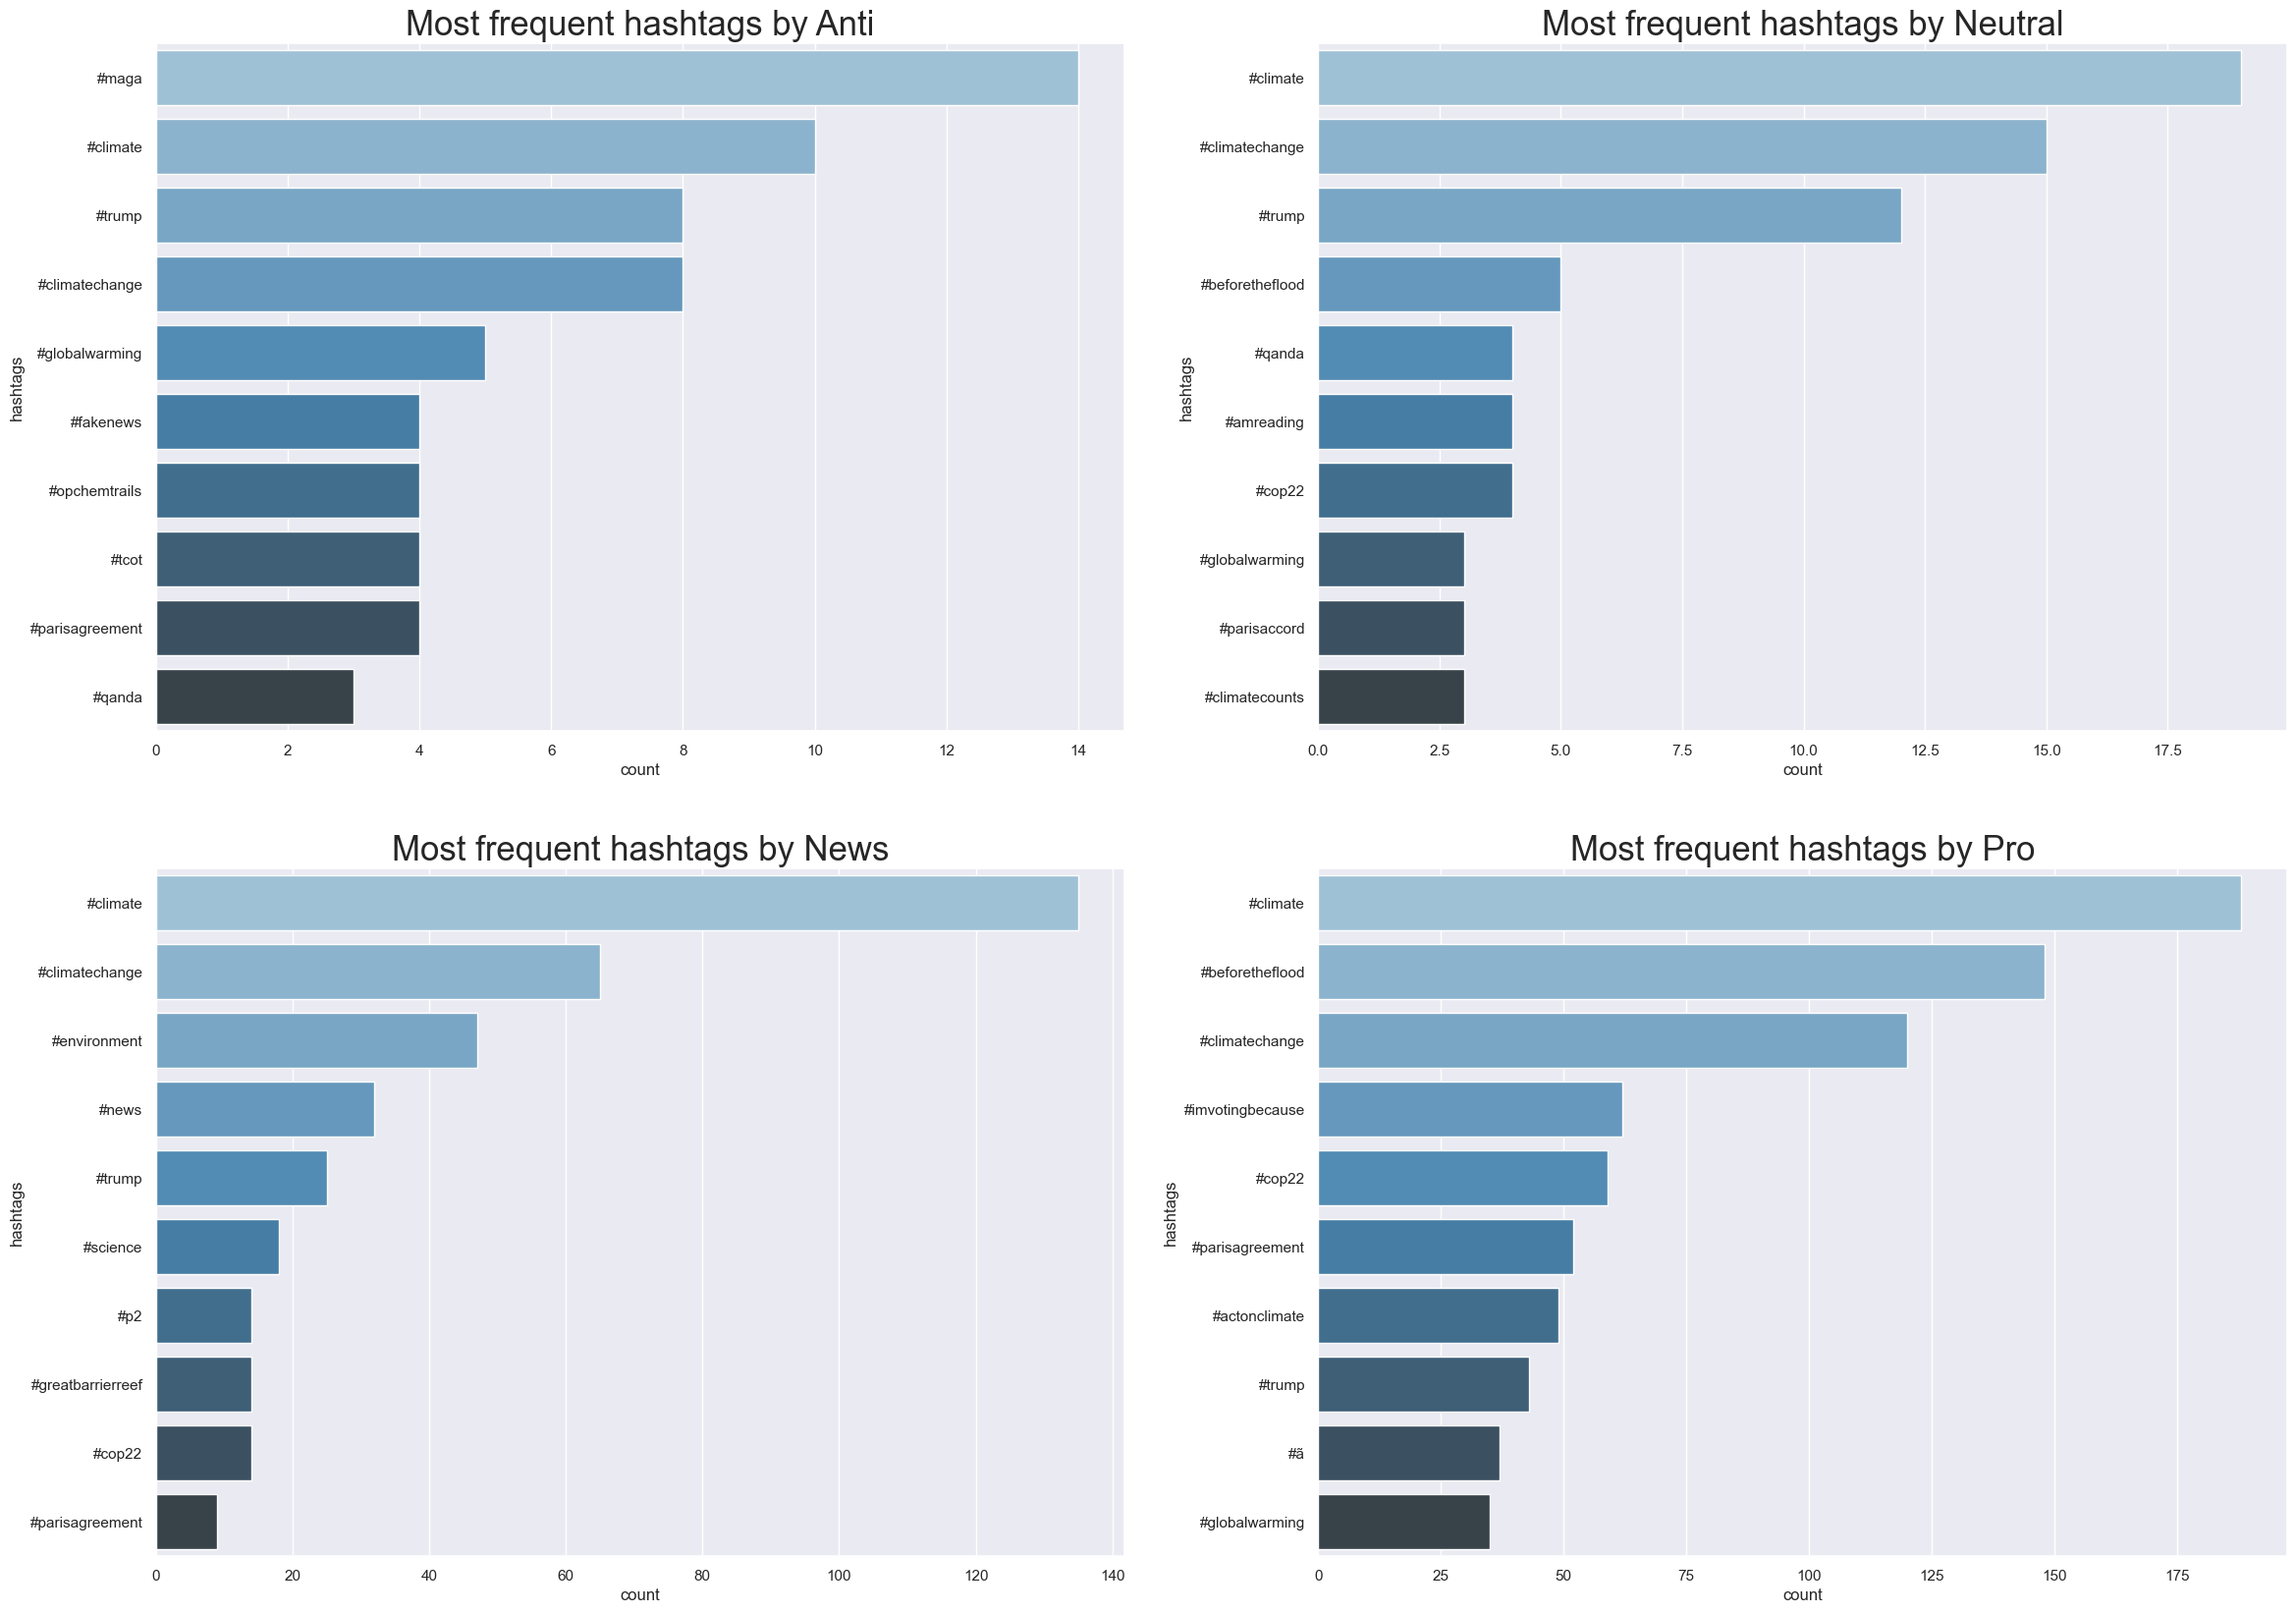 Most frequent hashtags by Anti
hashtags
#maga
#climate
#trump
#climatechange
#globalwarming
#fakenews
#opchemtrails
#tcot
#parisagreement
#qanda
0 2 4 6 8 10 12 14
count
Most frequent hashtags by Neutral
hashtags
#climate
#climatechange
#trump
#beforetheflood
#qanda
#amreading
#cop22
#globalwarming
#parisaccord
#climatecounts
0.0 2.5 5.0 7.5 10.0 12.5 15.0 17.5
count
Most frequent hashtags by News
hashtags
#climate
#climatechange
#environment
#news
#trump
#science
#p2
#greatbarrierreef
#cop22
#parisagreement
0 20 40 60 80 100 120 140
count
Most frequent hashtags by Pro
hashtags
#climate
#beforetheflood
#climatechange
#imvotingbecause
#cop22
#parisagreement
#actonclimate
#trump
#ã
#globalwarming
0 25 50 75 100 125 150 175
count